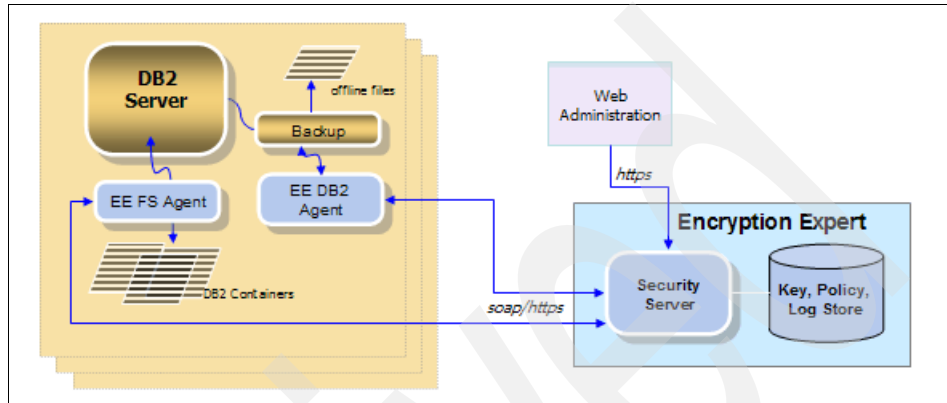 DB2
Server
offline files
Backup
EE FS Agent
EE DB2
Agent
DB2 Containers
Web
Administration
https
soap/https
Encryption Expert
Security
Server
Key, Policy,
Log Store